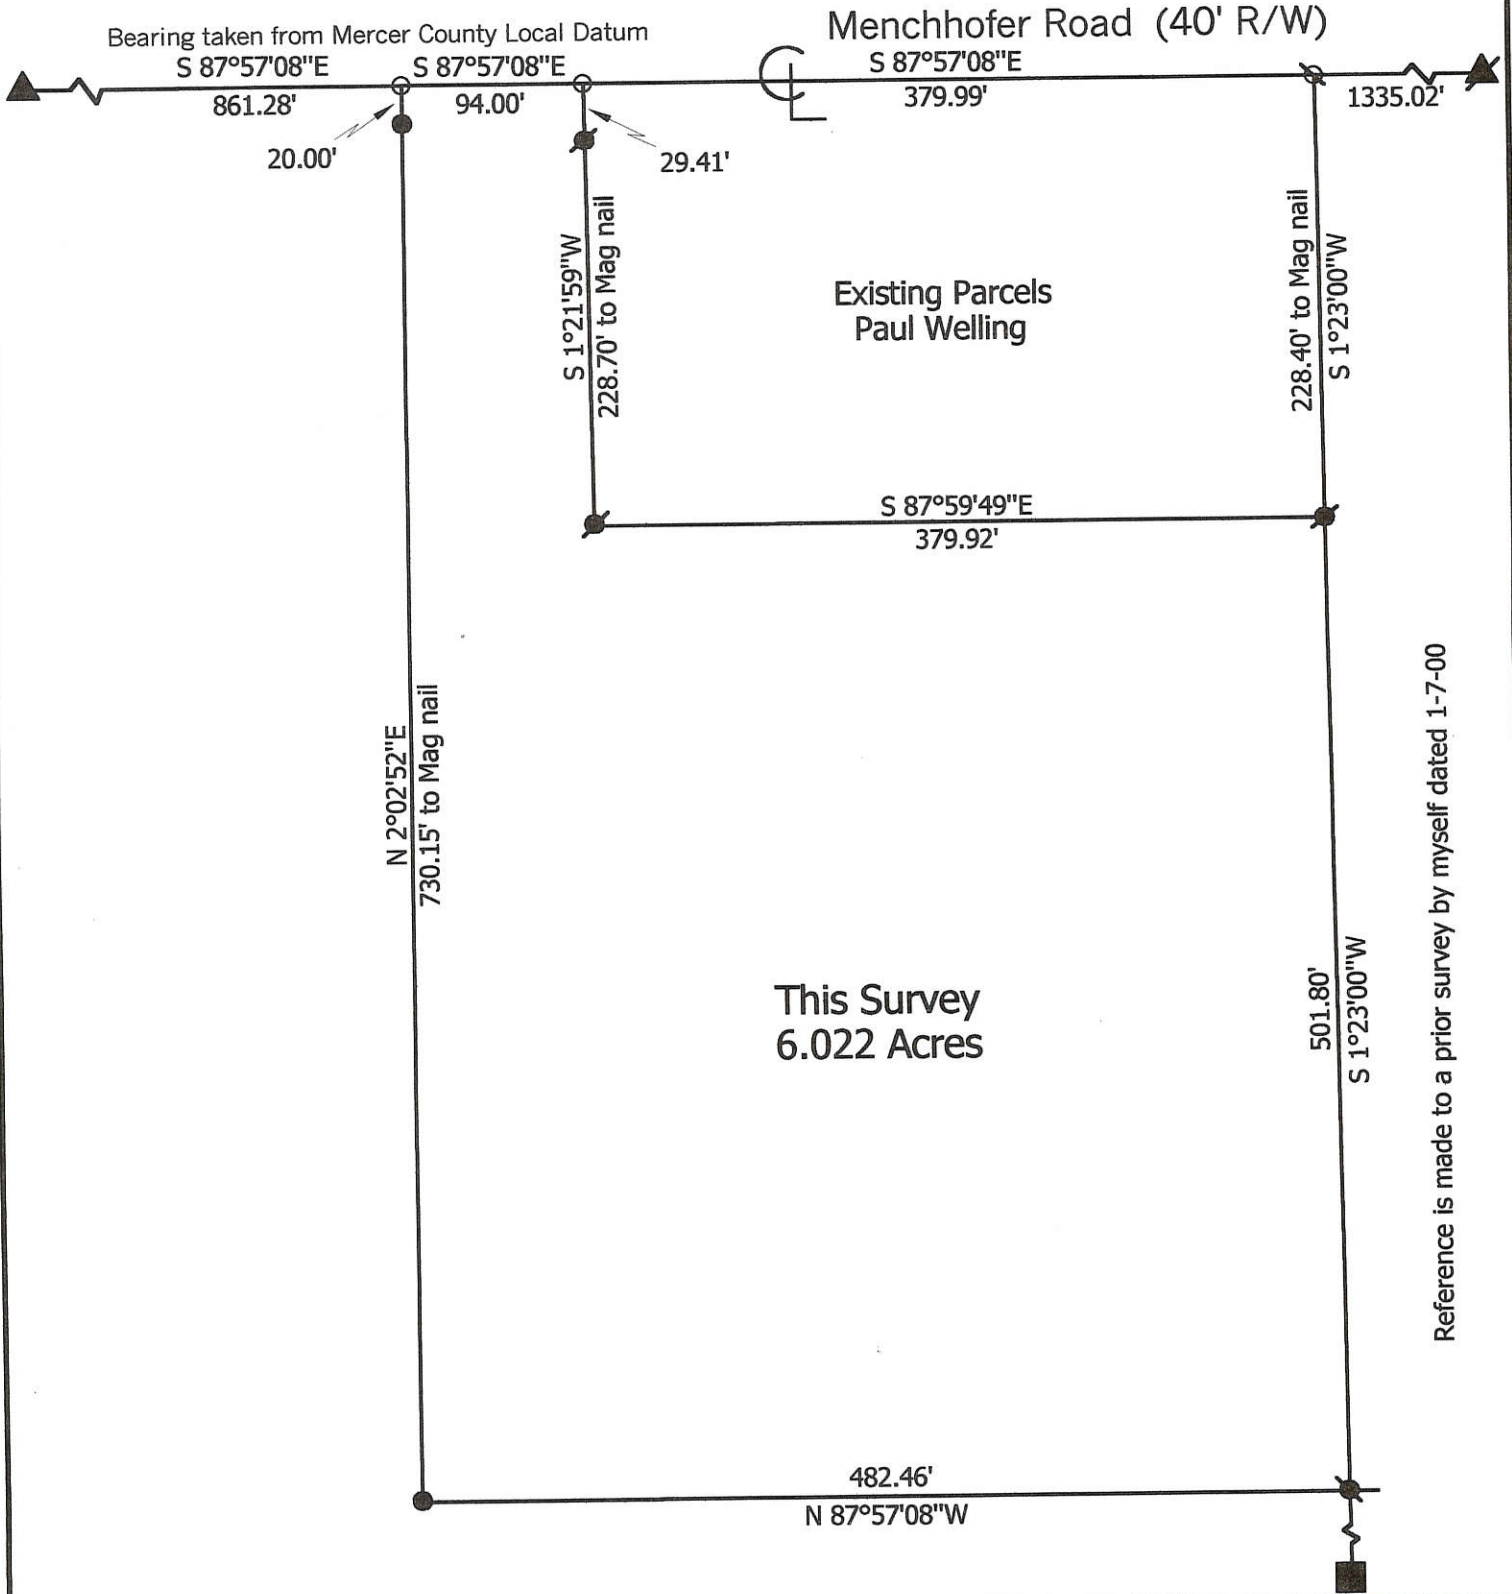 Bearing taken from Mercer County Local Datum
Menchhofer Road (40' R/W)
S 87°57'08"E
S 87°57'08"E
S 87°57'08"E
861.28'
94.00'
CL
379.99'
1335.02'
20.00'
29.41'
S 1°21'59"W
228.70' to Mag nail
Existing Parcels
Paul Welling
228.40' to Mag nail
S 1°23'00"W
S 87°59'49"E
379.92'
N 2°02'52"E
730.15' to Mag nail
This Survey
6.022 Acres
501.80'
S 1°23'00"W
Reference is made to a prior survey by myself dated 1-7-00
482.46'
N 87°57'08"W